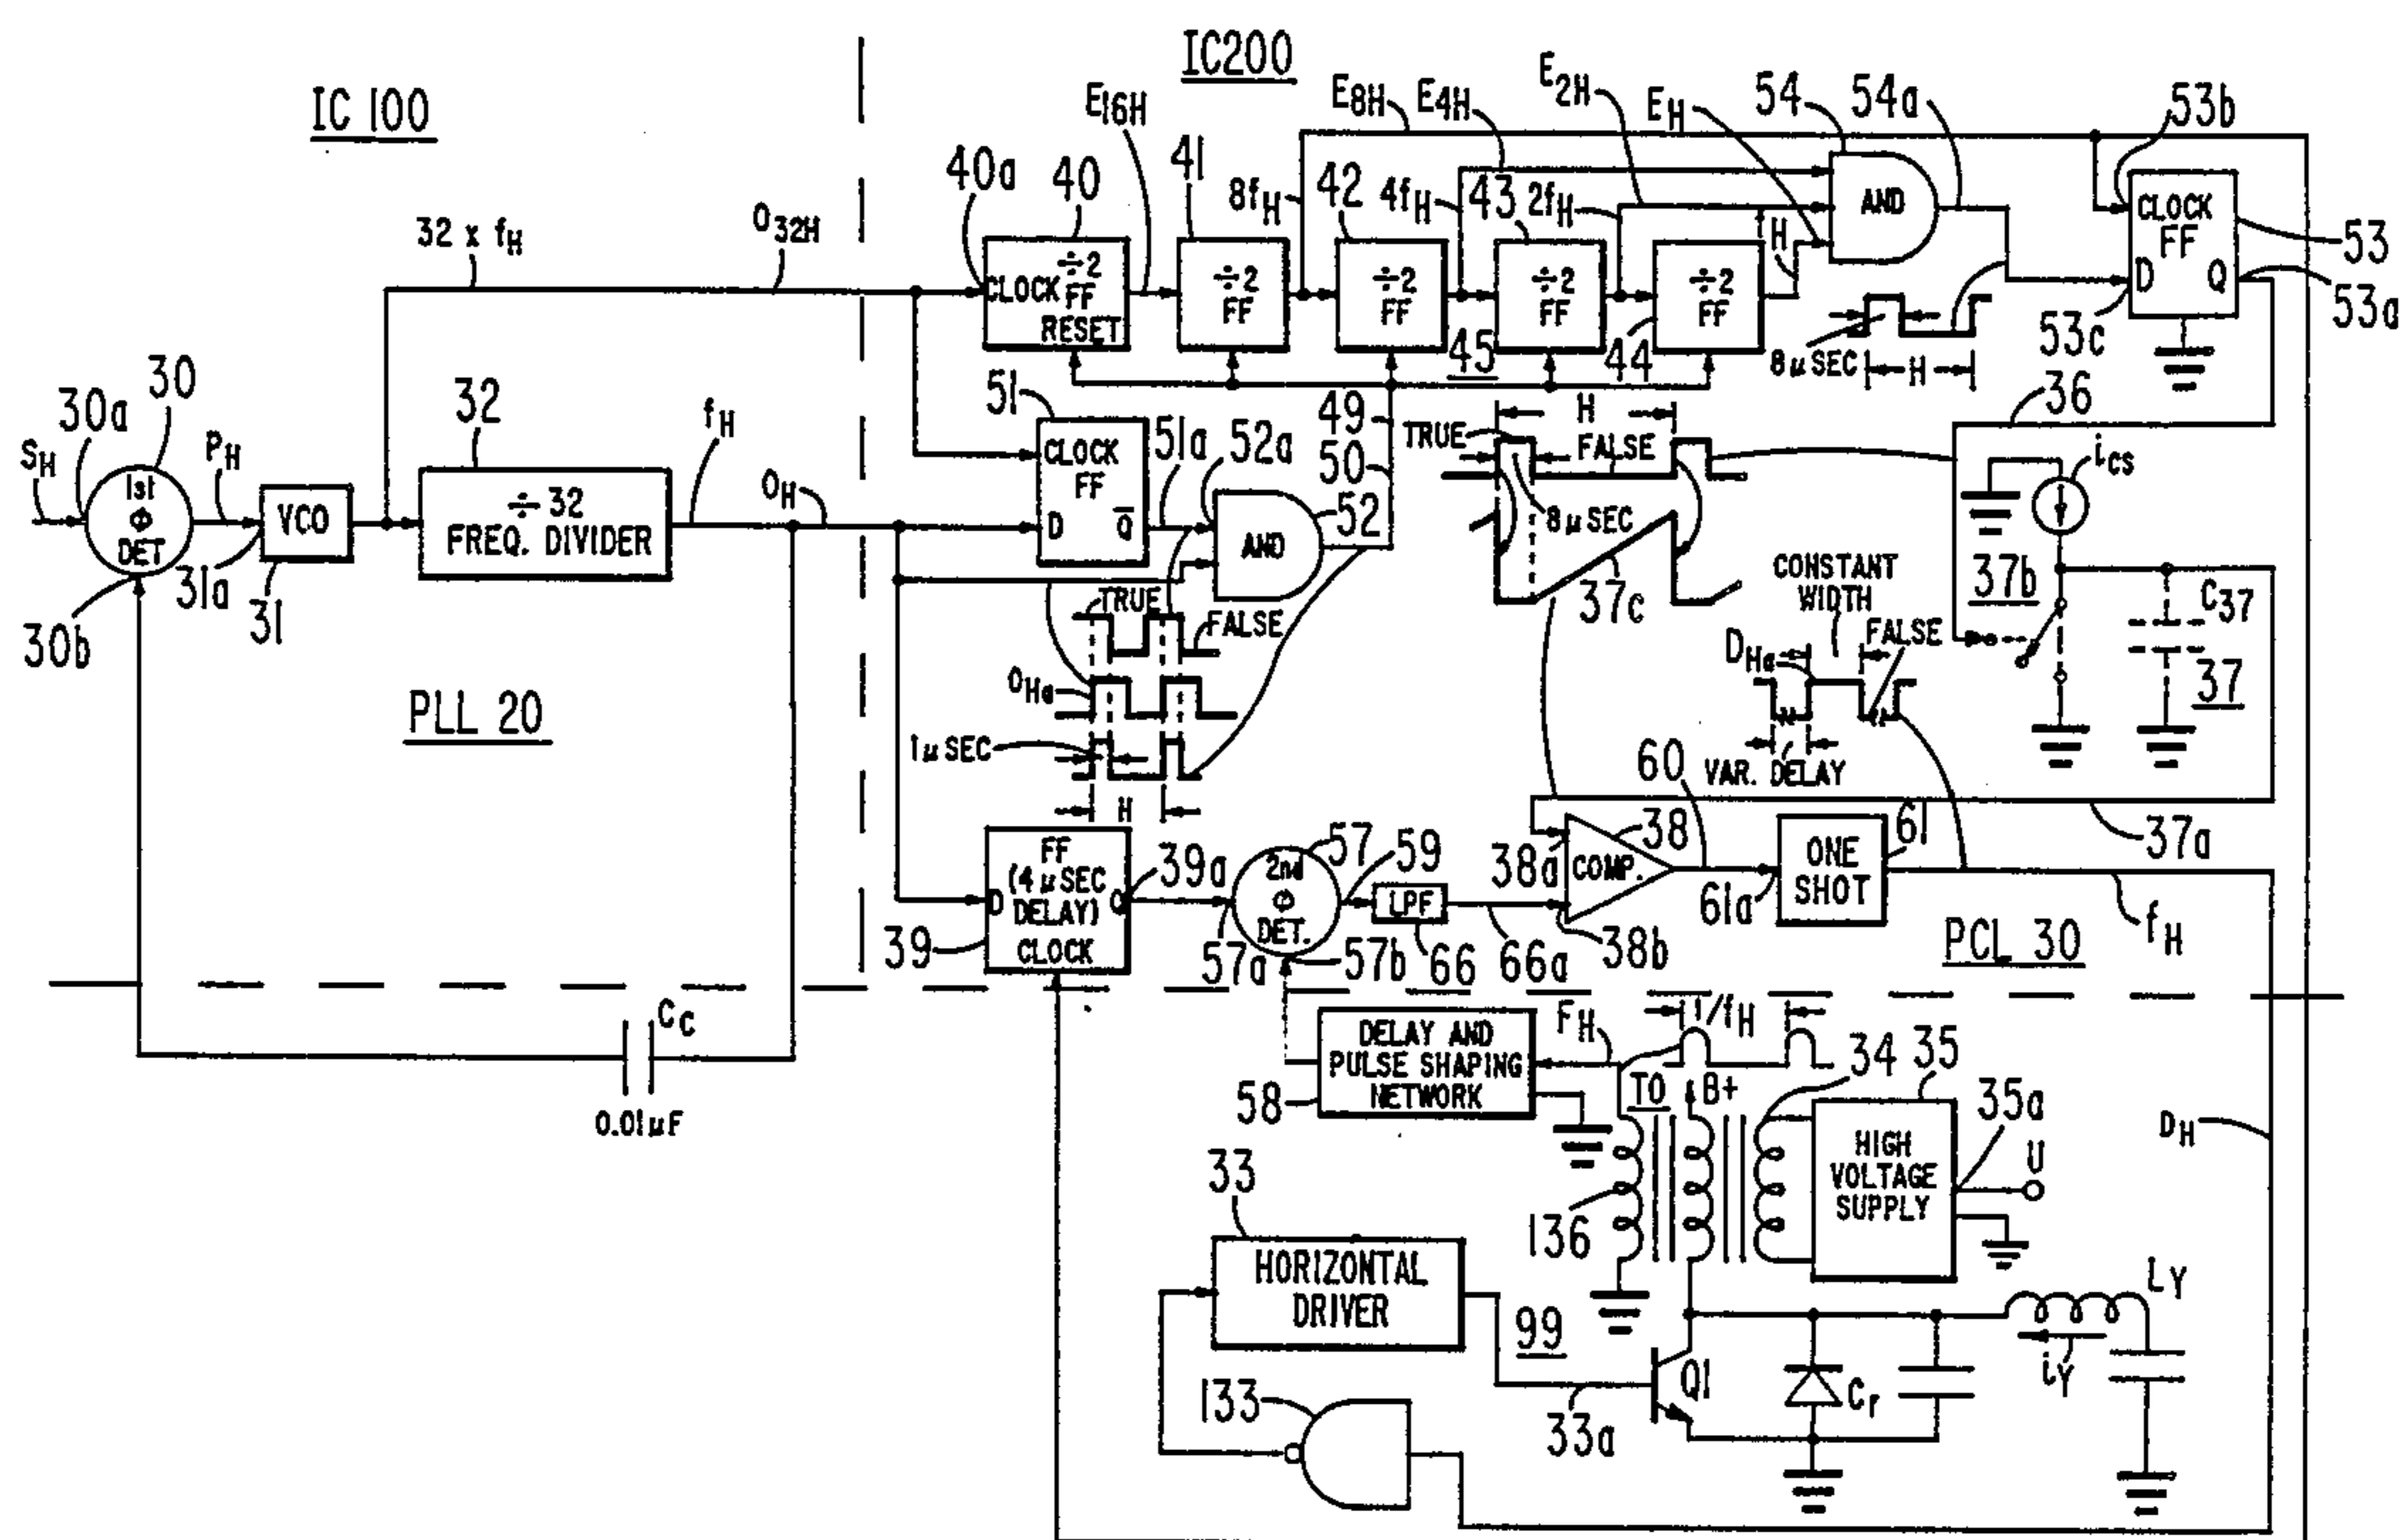 IC 100
IC200
E16H
E8H
E4H
E2H
EH
54
54a
53b
40a
40
41
8fH
42
4fH
43
2fH
H
32 x fH
O32H
CLOCK ÷2
FF
RESET
÷2
FF
÷2
FF
÷2
FF
÷2
FF
AND
CLOCK
FF
D Q
53
53a
53c
45
44
8μSEC
H
36
30a
30
SH
PH
1st
Φ
DET
30b
31a
VCO
31
32
÷ 32
FREQ. DIVIDER
fH
OH
51
CLOCK
FF
D Q̅
51a
52a
AND
52
49
50
TRUE
H
FALSE
8μSEC
37c
ics
37b
C37
37
CONSTANT
WIDTH
FALSE
DHa
VAR. DELAY
PLL 20
TRUE
FALSE
OHa
1μSEC
H
FF
(4μSEC
DELAY)
D Q
CLOCK
39
39a
57
2nd
Φ
DET.
57a
57b
59
LPF
66
66a
38a
38
COMP.
38b
60
61a
ONE
SHOT
61
37a
fH
PCL 30
CC
0.01μF
DELAY AND
PULSE SHAPING
NETWORK
58
FH
1/fH
TO
B+
34
35
35a
HIGH
VOLTAGE
SUPPLY
U
DH
136
33
HORIZONTAL
DRIVER
99
133
33a
Q1
Cr
LY
iY